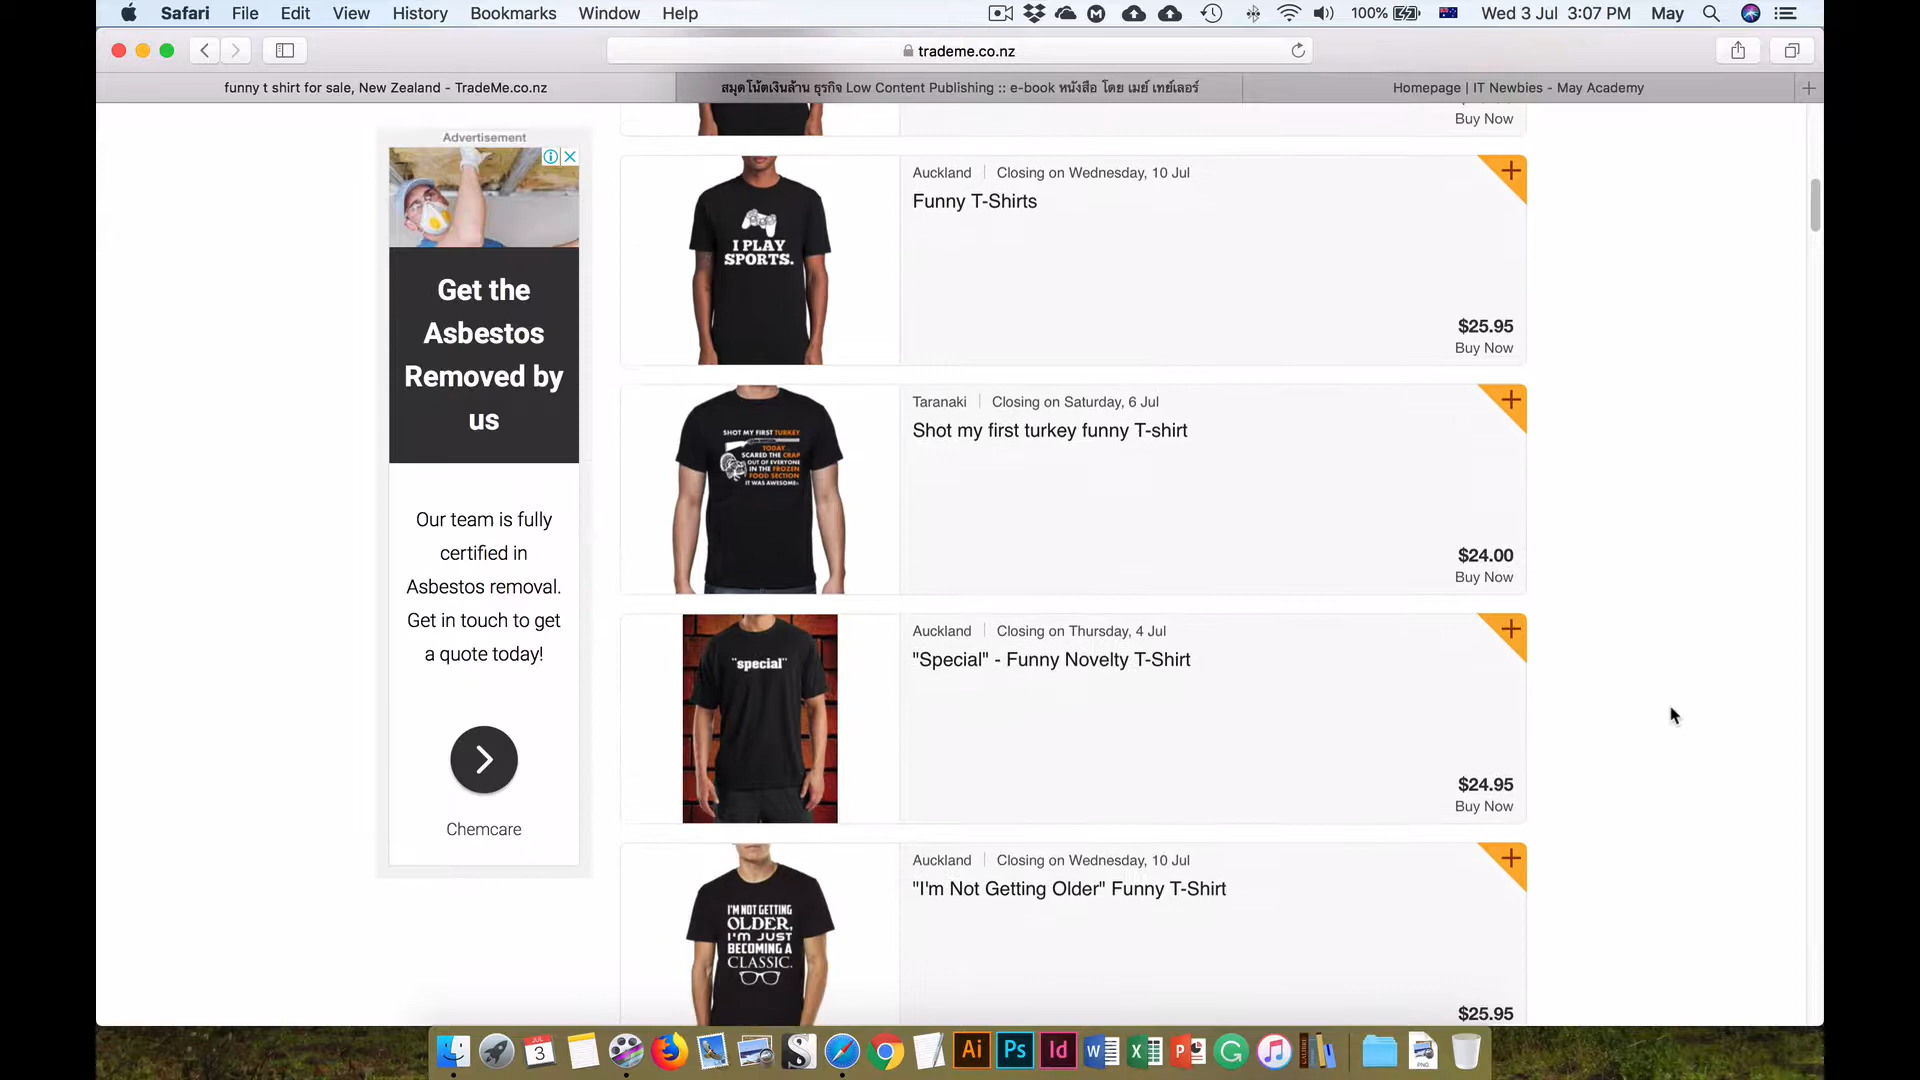 Safari File Edit View History Bookmarks Window Help
100% Wed 3 Jul 3:07 PM May
trademe.co.nz
funny t shirt for sale, New Zealand - TradeMe.co.nz
สมุดโน้ตเงินล้าน ธุรกิจ Low Content Publishing :: e-book หนังสือ โดย เมย์ เทย์เลอร์
Homepage | IT Newbies - May Academy
Buy Now
Advertisement
Get the
Asbestos
Removed by
us
Our team is fully
certified in
Asbestos removal.
Get in touch to get
a quote today!
Chemcare
I PLAY
SPORTS.
Auckland | Closing on Wednesday, 10 Jul
Funny T-Shirts
$25.95
Buy Now
SHOT MY FIRST TURKEY
TODAY
SCARED THE CRAP
OUT OF EVERYONE
IN THE FROZEN
FOOD SECTION
IT WAS AWESOME
Taranaki | Closing on Saturday, 6 Jul
Shot my first turkey funny T-shirt
$24.00
Buy Now
"special"
Auckland | Closing on Thursday, 4 Jul
"Special" - Funny Novelty T-Shirt
$24.95
Buy Now
I'M NOT GETTING
OLDER,
I'M JUST
BECOMING A
CLASSIC.
Auckland | Closing on Wednesday, 10 Jul
"I'm Not Getting Older" Funny T-Shirt
$25.95
JUL
3
Ai
Ps
Id
PNG